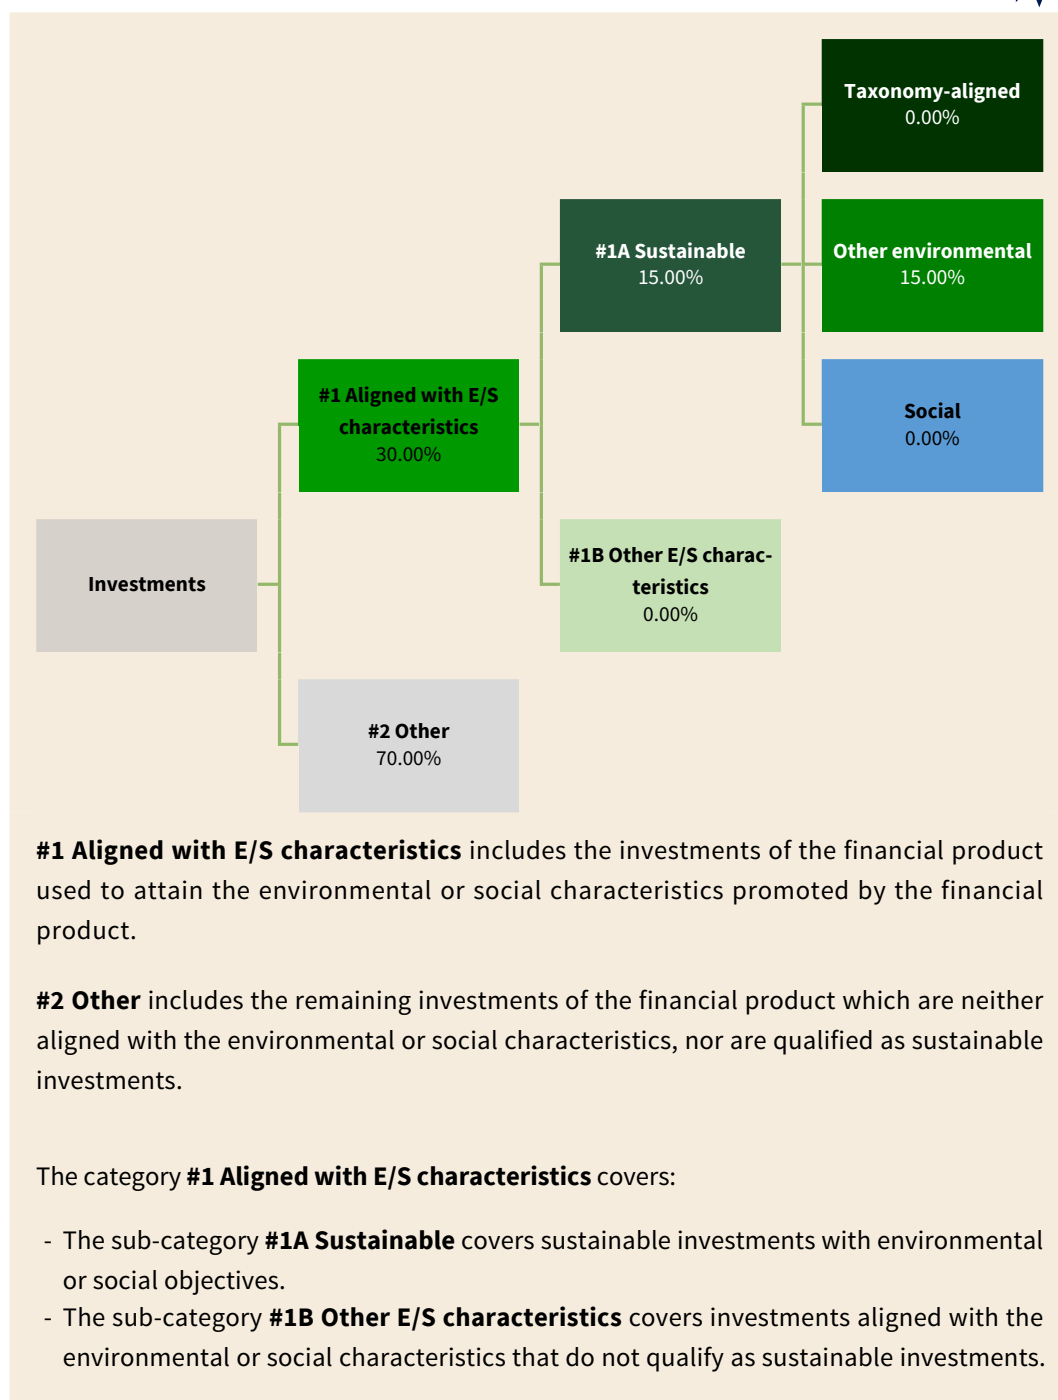 Taxonomy-aligned
0.00%
#1A Sustainable
15.00%
Other environmental
15.00%
#1 Aligned with E/S
characteristics
30.00%
Social
0.00%
Investments
#1B Other E/S charac-
teristics
0.00%
#2 Other
70.00%
#1 Aligned with E/S characteristics includes the investments of the financial product
used to attain the environmental or social characteristics promoted by the financial
product.
#2 Other includes the remaining investments of the financial product which are neither
aligned with the environmental or social characteristics, nor are qualified as sustainable
investments.
The category #1 Aligned with E/S characteristics covers:
- The sub-category #1A Sustainable covers sustainable investments with environmental
or social objectives.
- The sub-category #1B Other E/S characteristics covers investments aligned with the
environmental or social characteristics that do not qualify as sustainable investments.